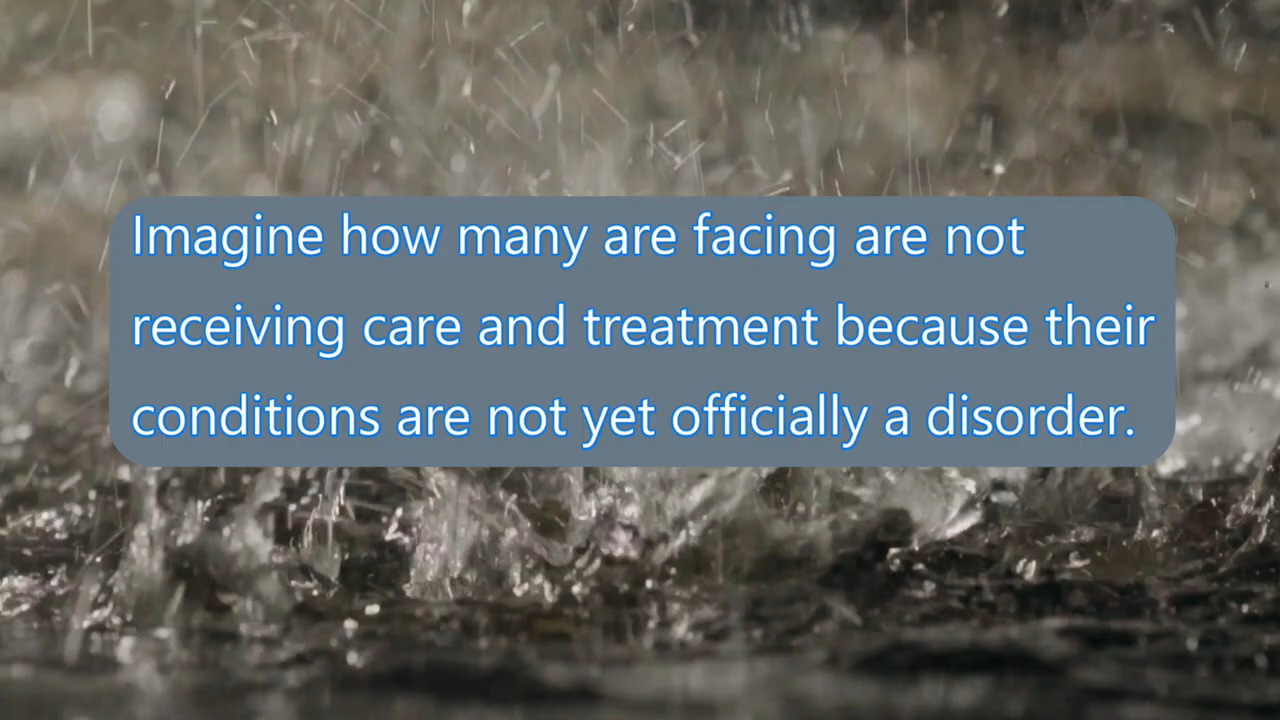 Imagine how many are facing are not
receiving care and treatment because their
conditions are not yet officially a disorder.